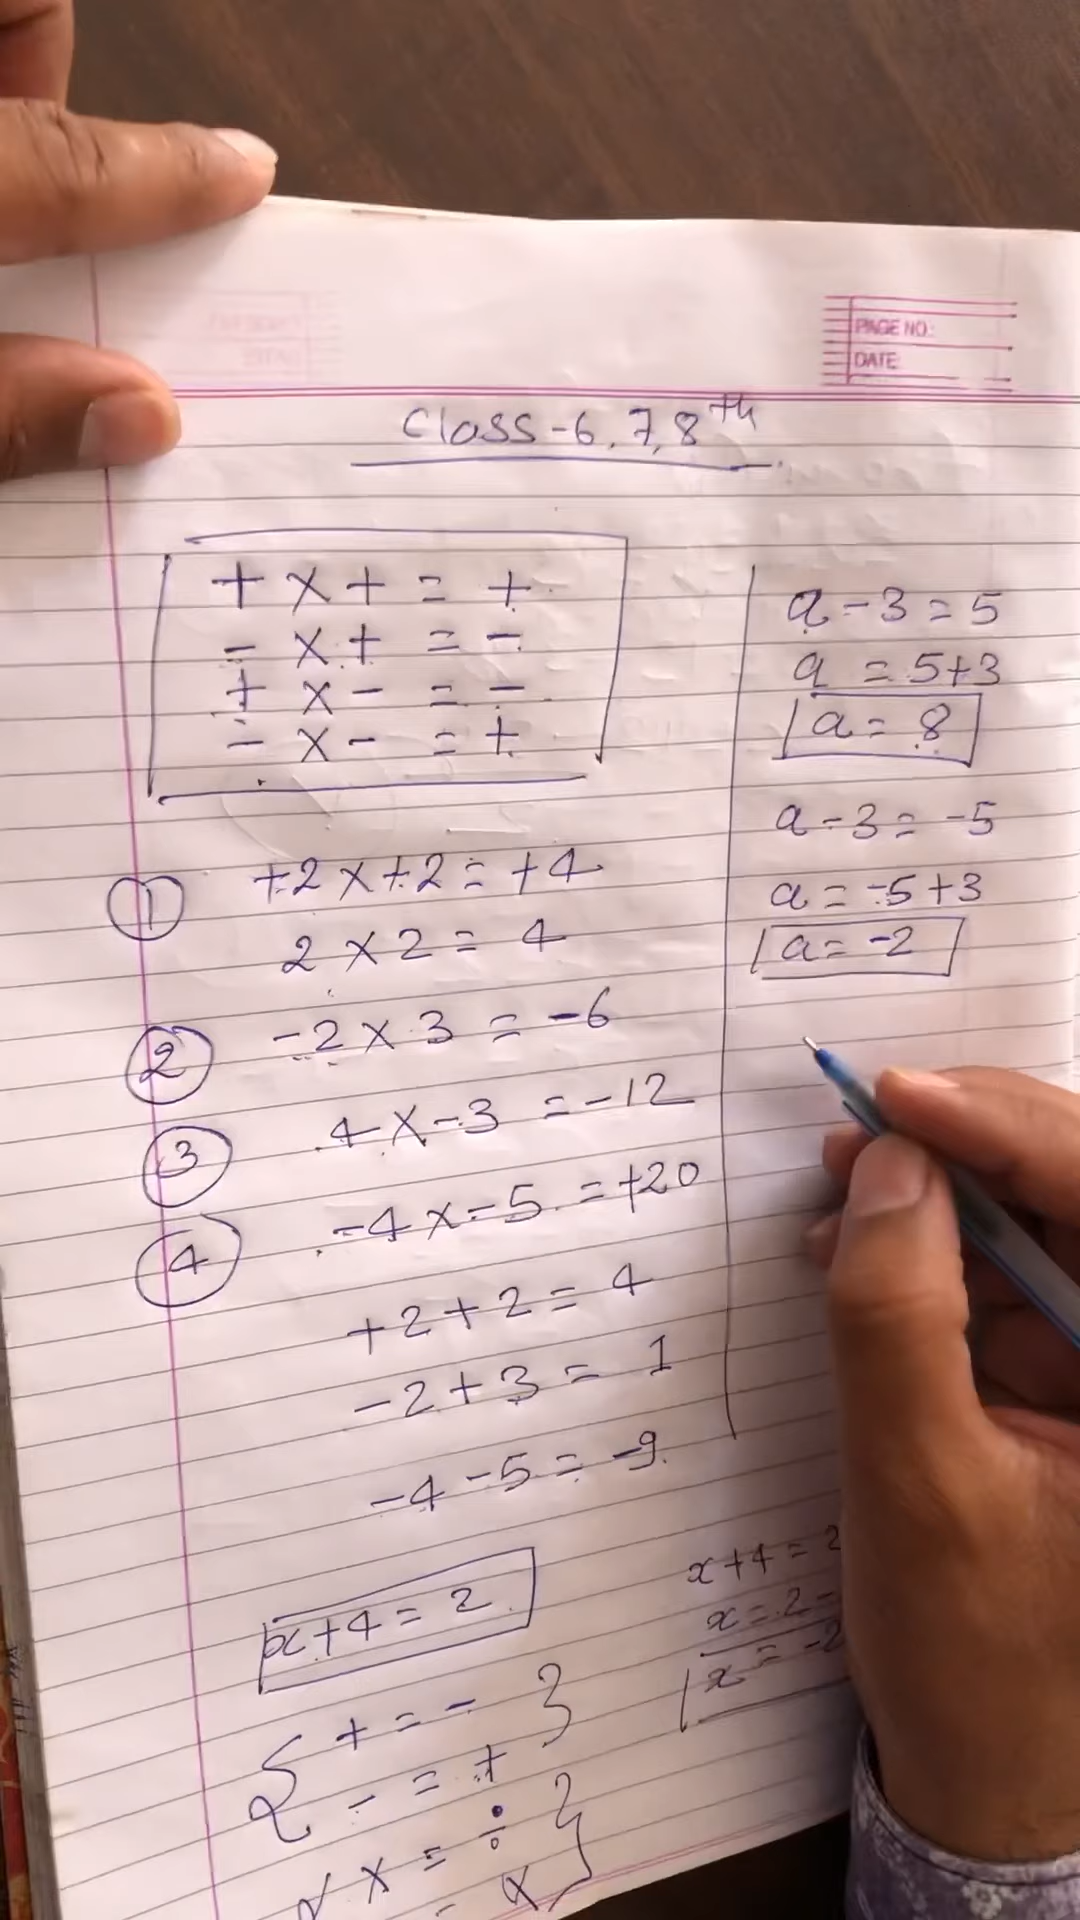 PAGE NO.:
DATE:
Class-6,7,8th
+ × + = +
- × + = -
+ × - = -
- × - = +
① +2×+2=+4
2×2= 4
② -2×3 = -6
③ 4×-3 =-12
④ -4×-5 =+20
+2+2= 4
-2+3= 1
-4-5= -9
x+4= 2
{ + = - }
- = +
× = ÷ }
= ×
a-3=5
a = 5+3
a= 8
a-3= -5
a= -5+3
a= -2
x+4=2
x=2-
x= -2